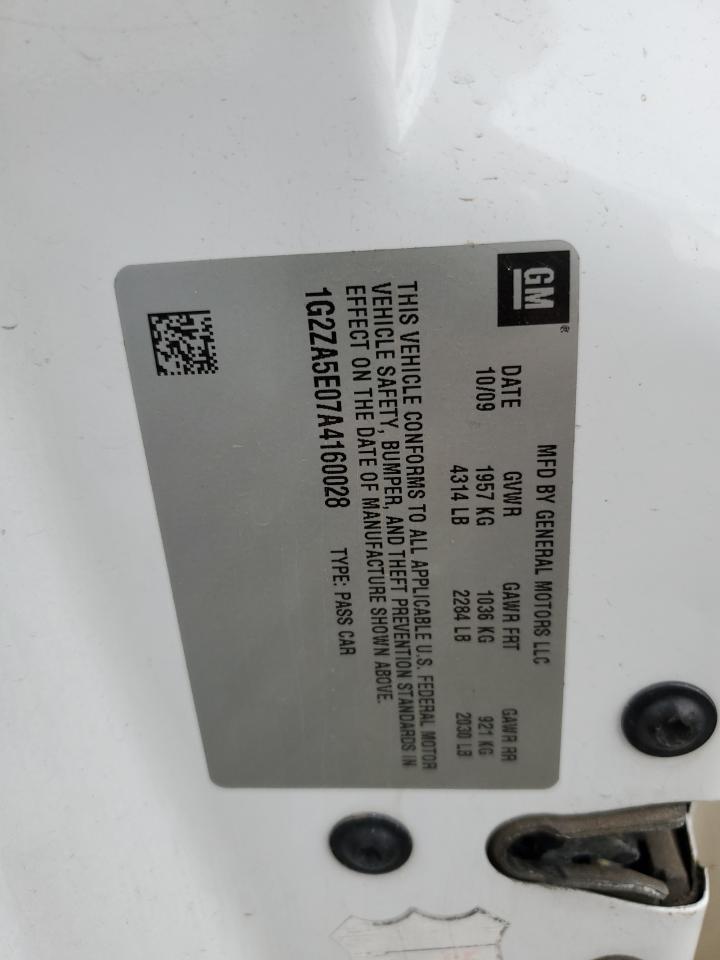 GM ®
MFD BY GENERAL MOTORS LLC
DATE GVWR GAWR FRT GAWR RR
10/09 1957 KG 1036 KG 921 KG
4314 LB 2284 LB 2030 LB
THIS VEHICLE CONFORMS TO ALL APPLICABLE U.S. FEDERAL MOTOR
VEHICLE SAFETY, BUMPER, AND THEFT PREVENTION STANDARDS IN
EFFECT ON THE DATE OF MANUFACTURE SHOWN ABOVE.
1G2ZA5E07A4160028 TYPE: PASS CAR